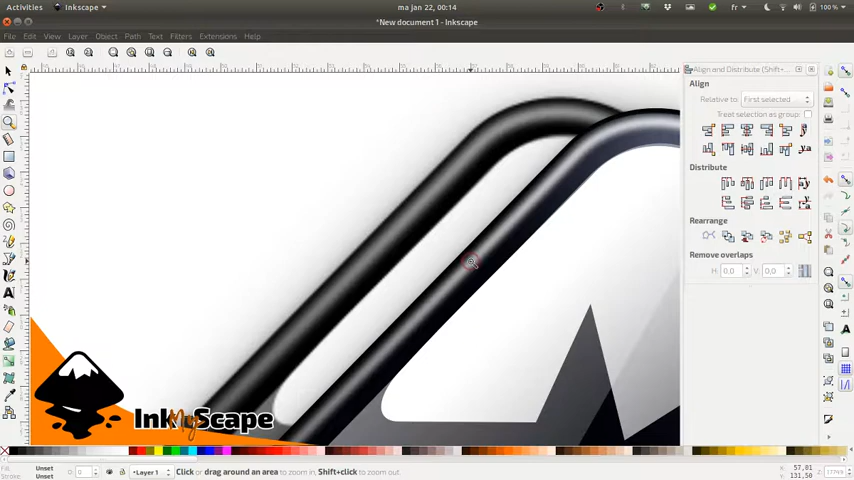 Activities Inkscape ma jan 22, 00:14 fr 100 %
*New document 1 - Inkscape
File Edit View Layer Object Path Text Filters Extensions Help
Align and Distribute (Shift+...
Align
Relative to: First selected
Treat selection as group:
Distribute
Rearrange
Remove overlaps
H: 0,0 V: 0,0
InkMyScape
Fill: Unset
Stroke: Unset
O: 0
Layer 1
Click or drag around an area to zoom in, Shift+click to zoom out.
X: 57,81
Y: 131,50
Z: